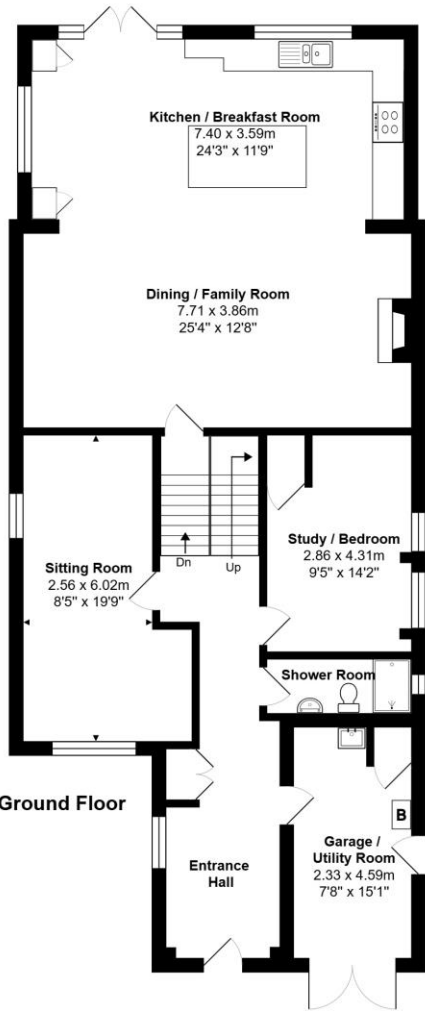 Kitchen / Breakfast Room
7.40 x 3.59m
24'3" x 11'9"
Dining / Family Room
7.71 x 3.86m
25'4" x 12'8"
Dn
Up
Sitting Room
2.56 x 6.02m
8'5" x 19'9"
Study / Bedroom
2.86 x 4.31m
9'5" x 14'2"
Shower Room
Ground Floor
Entrance
Hall
B
Garage /
Utility Room
2.33 x 4.59m
7'8" x 15'1"